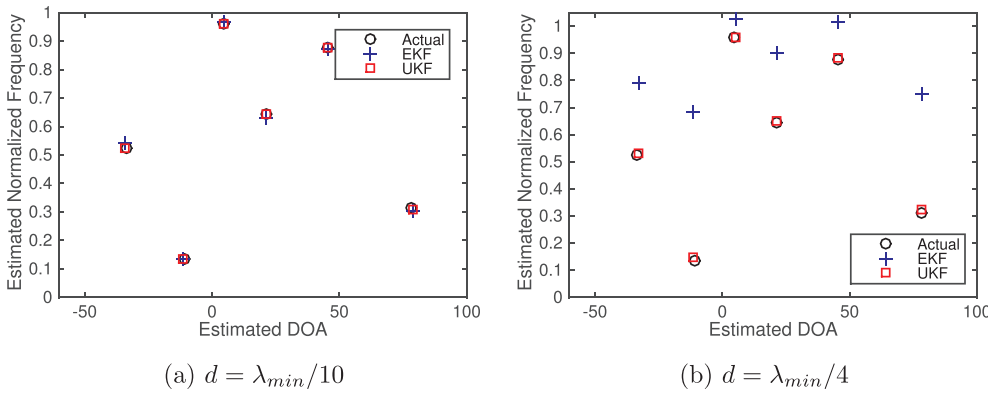 1
0.9
0.8
0.7
0.6
0.5
0.4
0.3
0.2
0.1
0
Estimated Normalized Frequency
-50
0
50
100
Estimated DOA
Actual
EKF
UKF
(a) d = λmin/10
1
0.9
0.8
0.7
0.6
0.5
0.4
0.3
0.2
0.1
0
Estimated Normalized Frequency
-50
0
50
100
Estimated DOA
Actual
EKF
UKF
(b) d = λmin/4